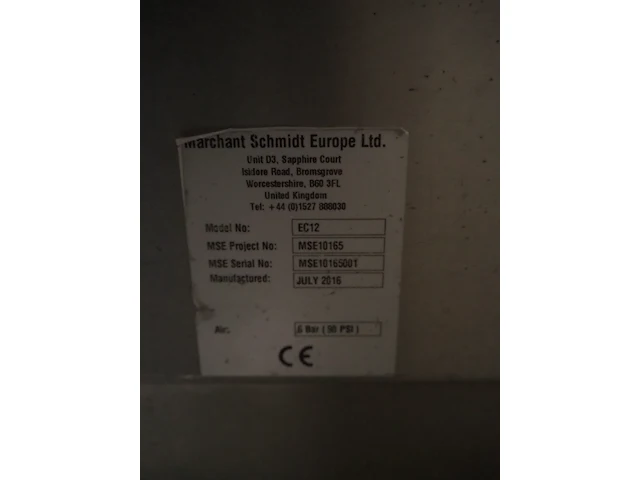 Marchant Schmidt Europe Ltd.
Unit D3, Sapphire Court
Isidore Road, Bromsgrove
Worcestershire, B60 3FL
United Kingdom
Tel: +44 (0)1527
Model No: EC12
MSE Project No: MSE10165
MSE Serial No: MSE10165001
Manufactured: JULY 2016
Air: 6 Bar ( 90 PSI )
CE